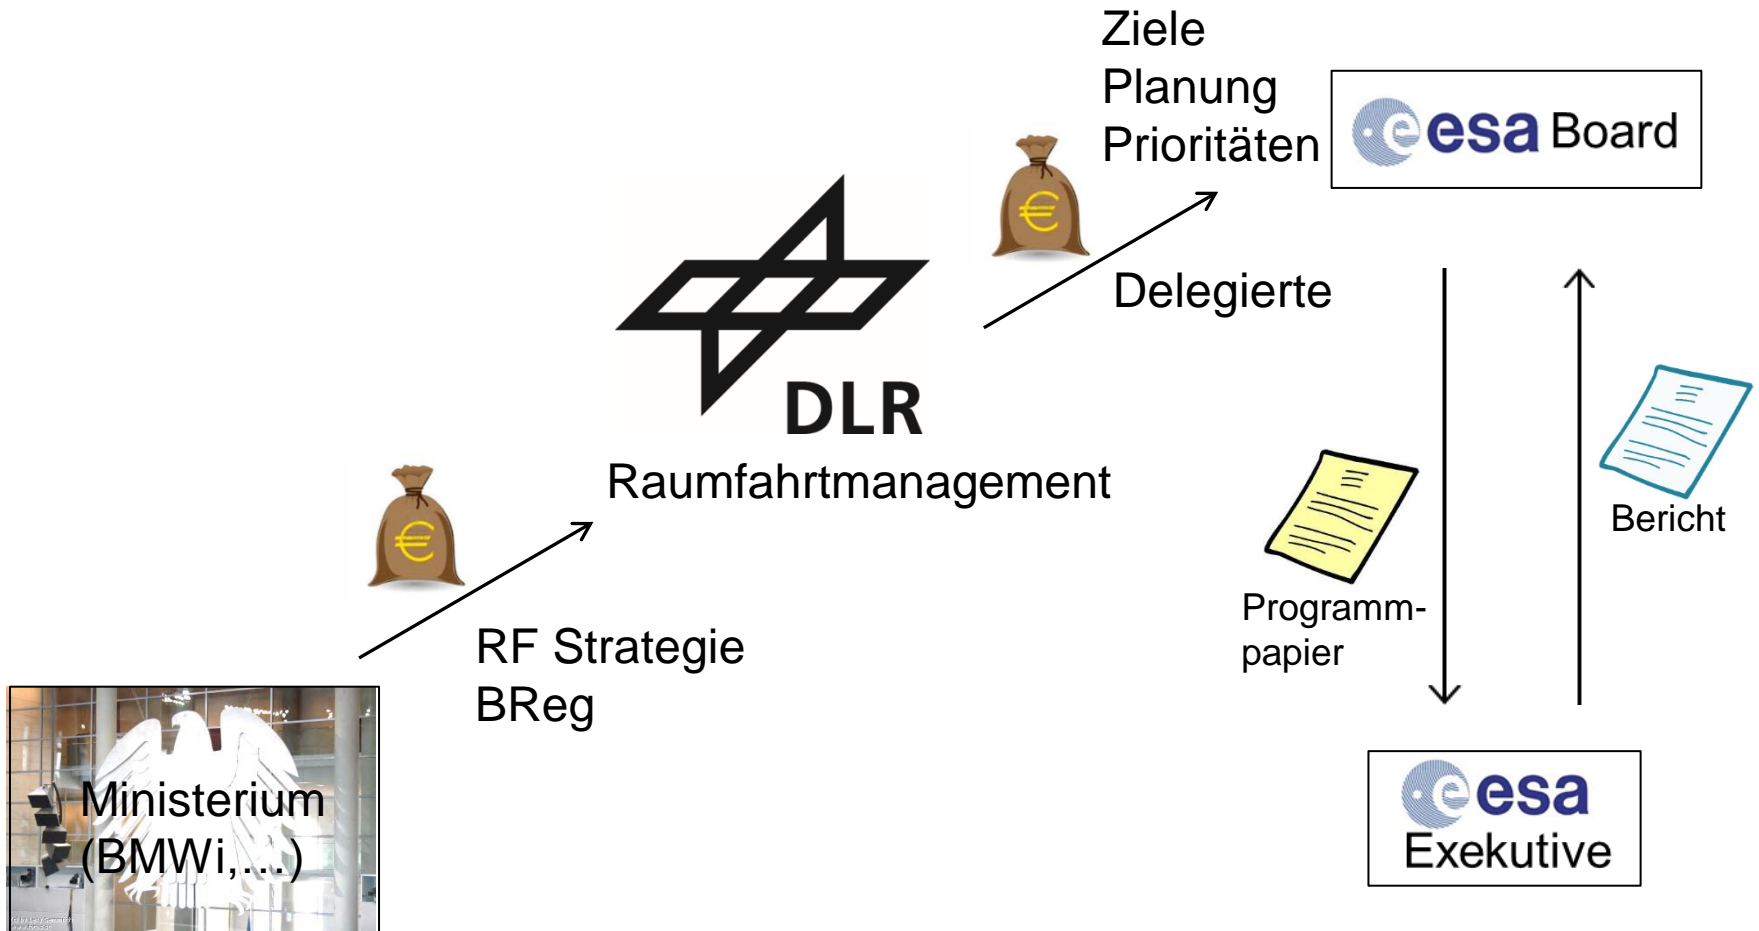 Ziele
Planung
Prioritäten
esa Board
Delegierte
DLR
Raumfahrtmanagement
Bericht
Programm-
papier
RF Strategie
BReg
Ministerium
(BMWi,...)
esa
Exekutive